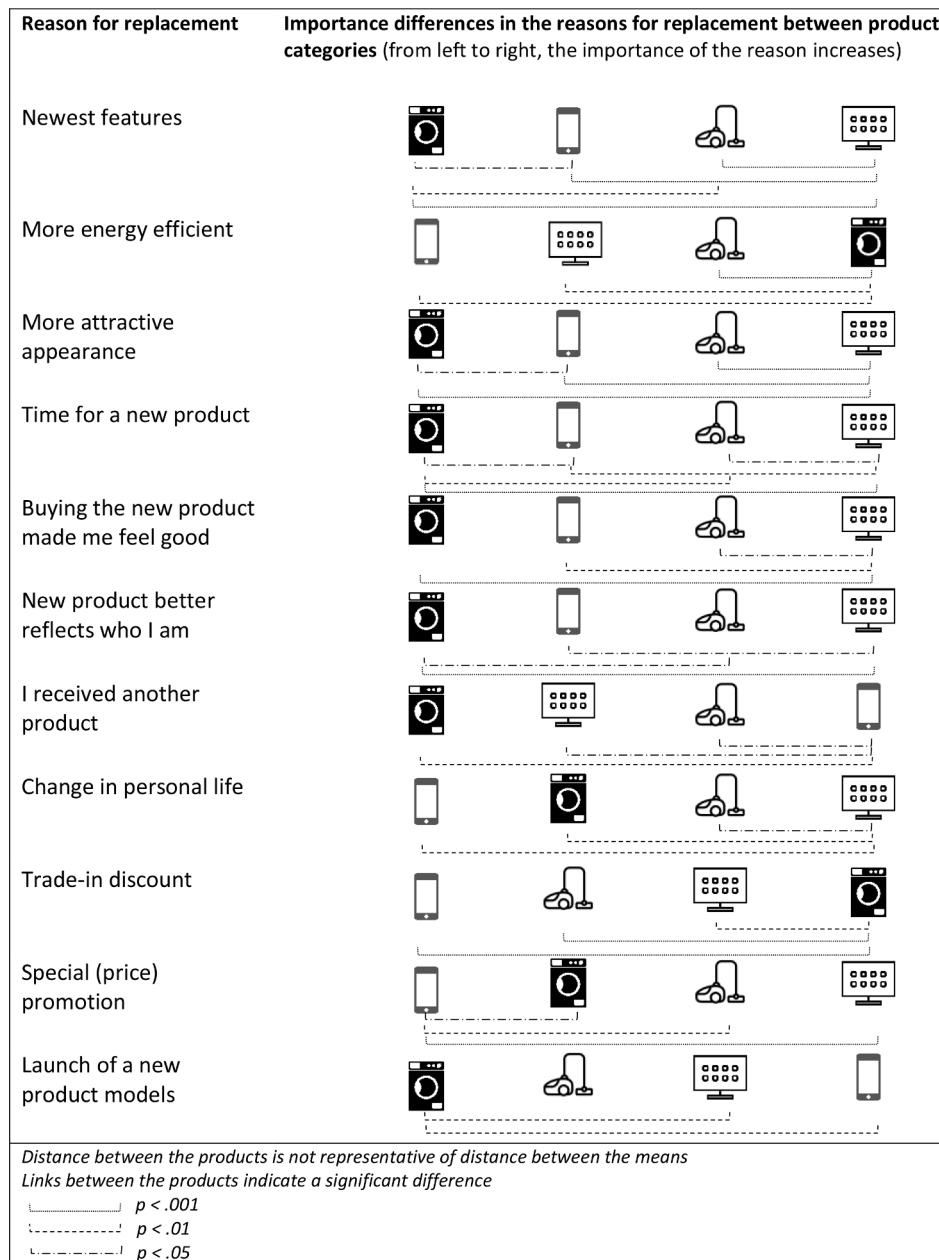 Reason for replacement
Importance differences in the reasons for replacement between product
categories (from left to right, the importance of the reason increases)
Newest features
More energy efficient
More attractive
appearance
Time for a new product
Buying the new product
made me feel good
New product better
reflects who I am
I received another
product
Change in personal life
Trade-in discount
Special (price)
promotion
Launch of a new
product models
Distance between the products is not representative of distance between the means
Links between the products indicate a significant difference
p < .001
p < .01
p < .05